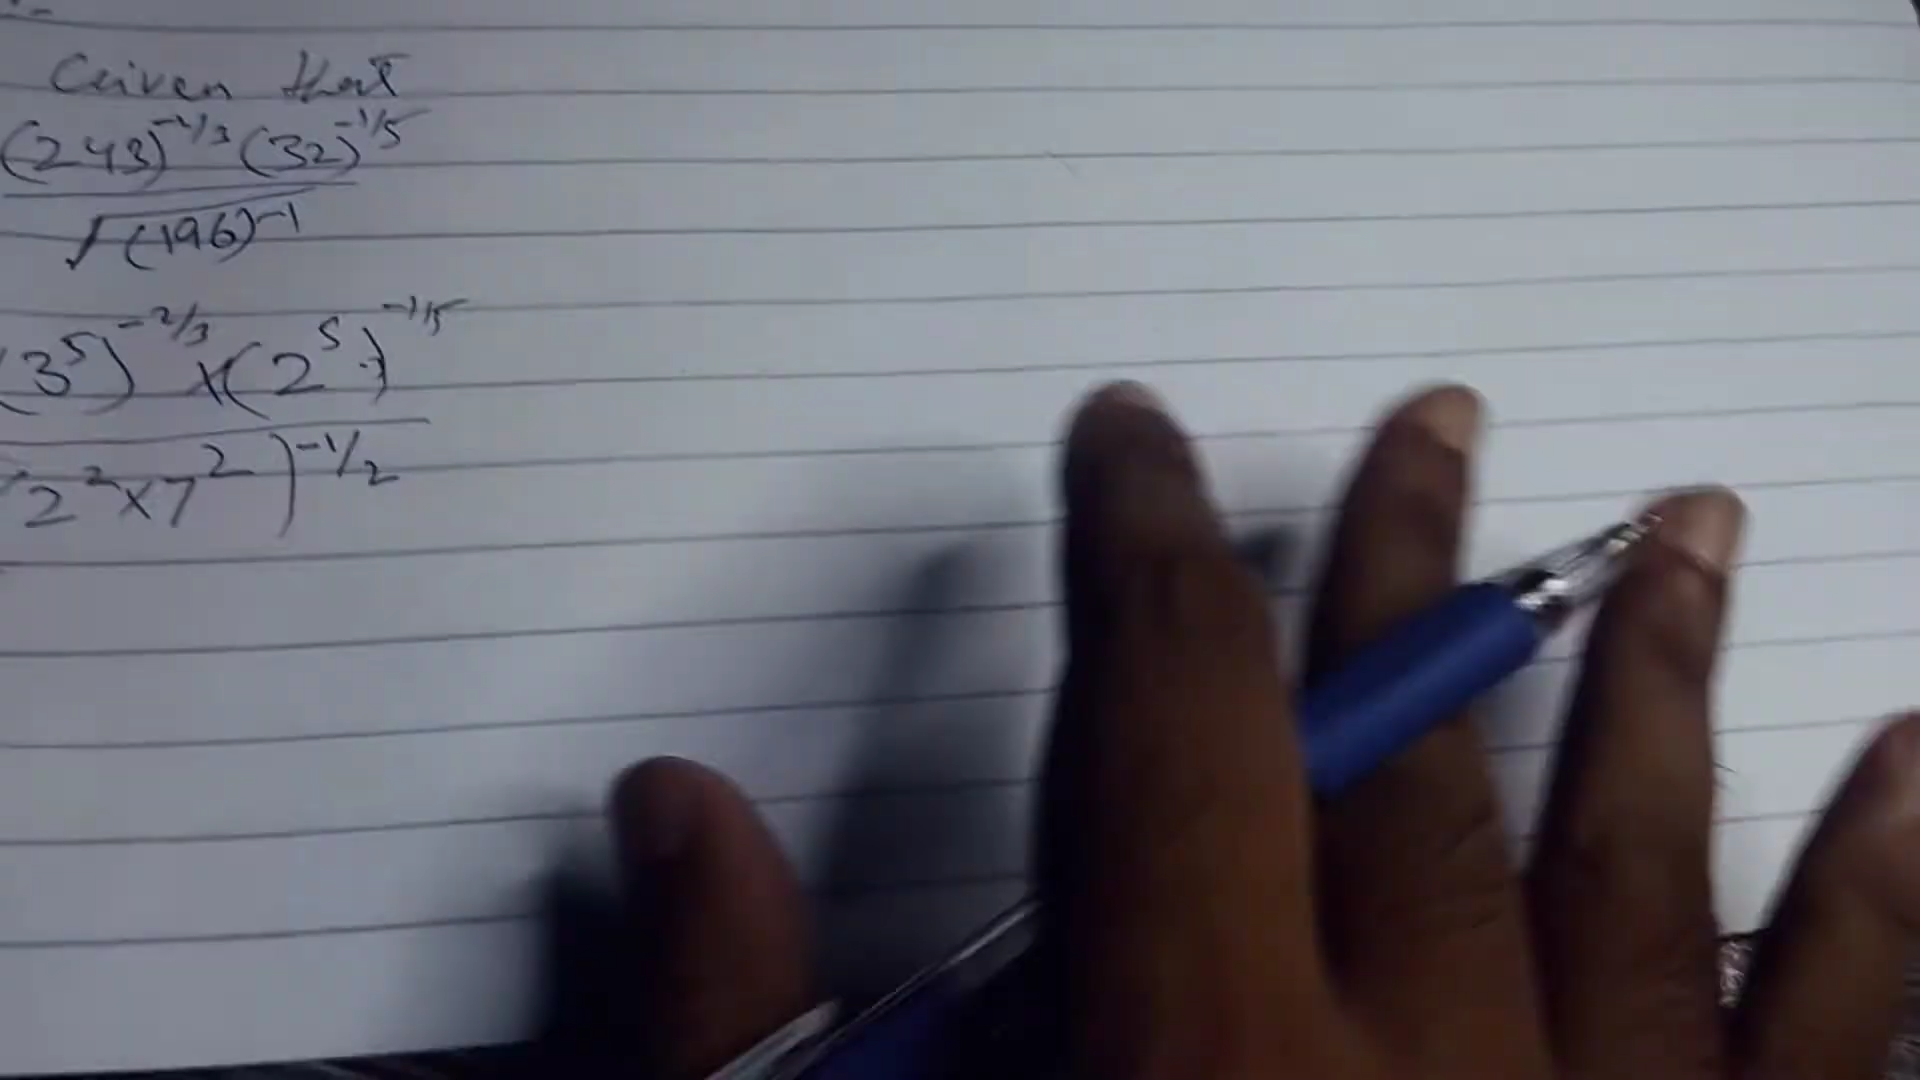 Given that
(243)^-2/3 (32)^-1/5
√(196)^-1
(3^5)^-2/3 x (2^5)^-1/5
2^2 x 7^2)^-1/2